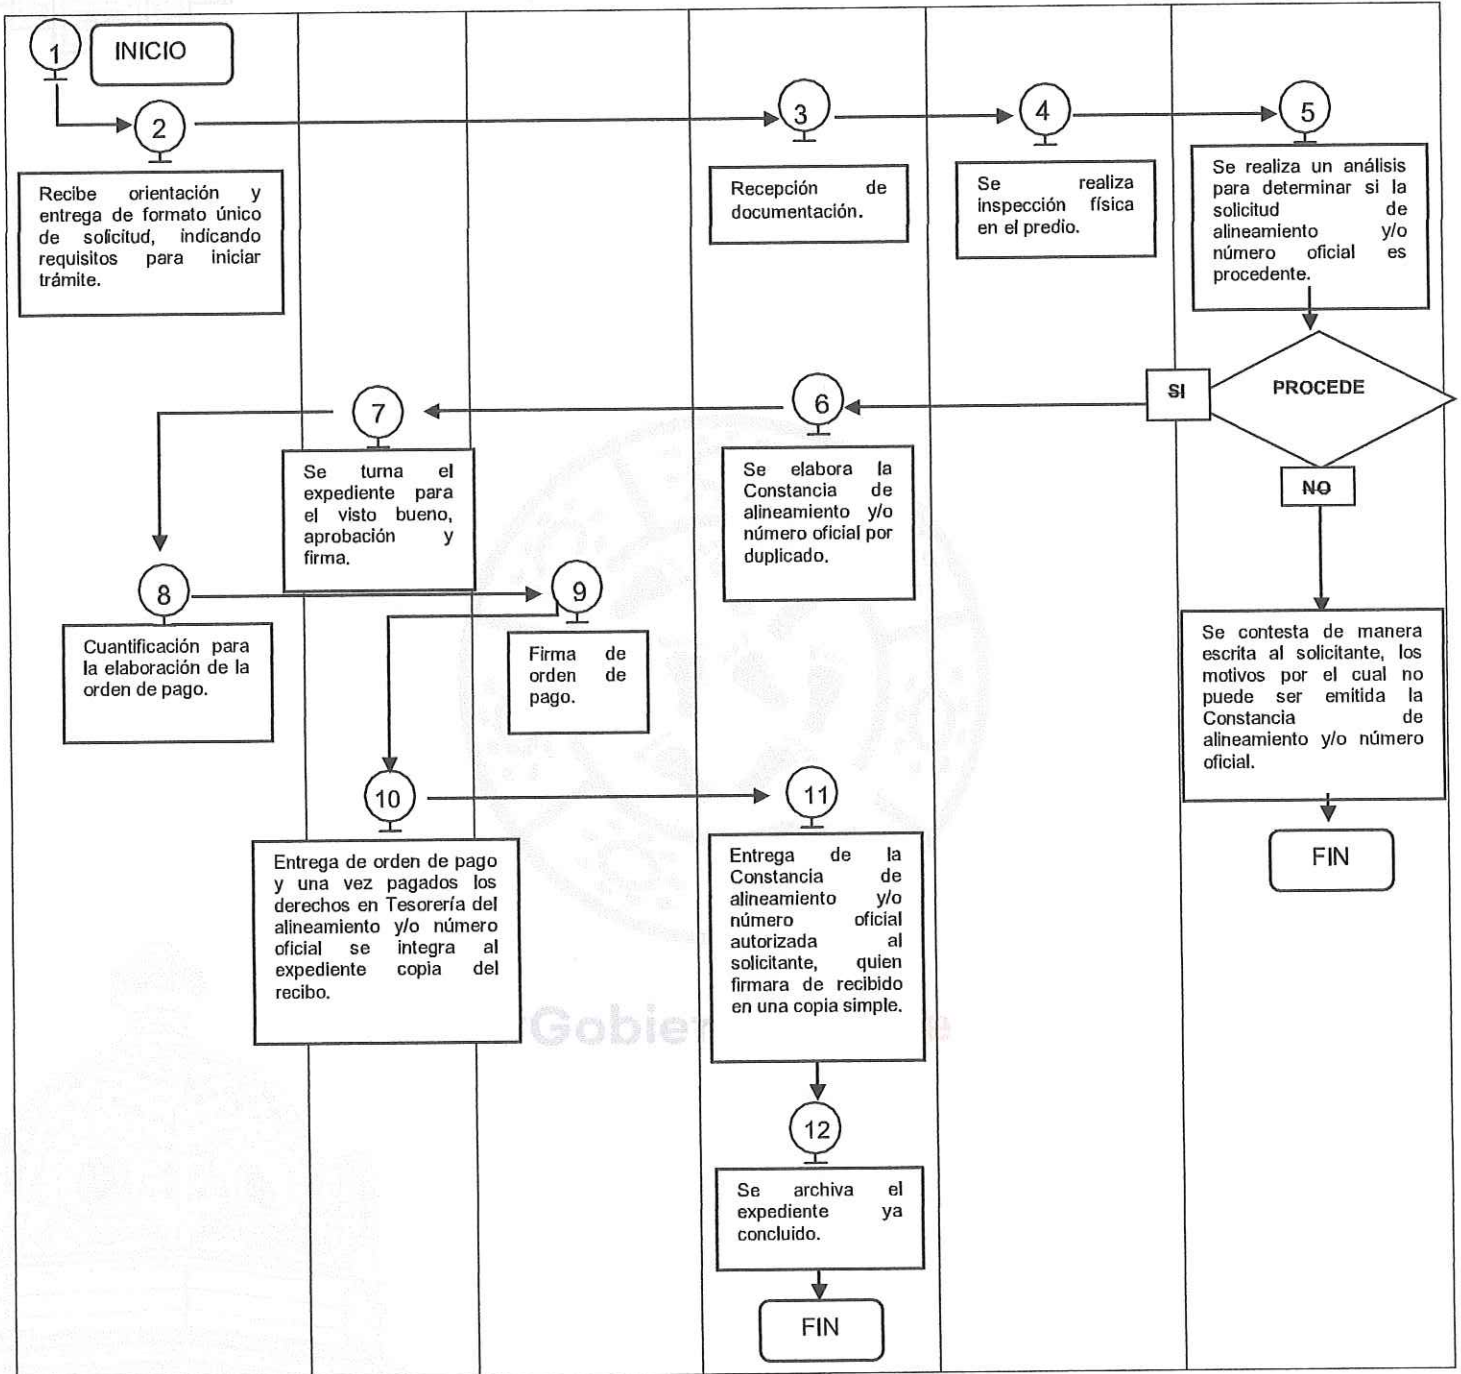 1
INICIO
2
Recibe orientación y
entrega de formato único
de solicitud, indicando
requisitos para iniciar
trámite.
3
Recepción de
documentación.
4
Se realiza
inspección física
en el predio.
5
Se realiza un análisis
para determinar si la
solicitud de
alineamiento y/o
número oficial es
procedente.
PROCEDE
SI
NO
6
Se elabora la
Constancia de
alineamiento y/o
número oficial por
duplicado.
7
Se turna el
expediente para
el visto bueno,
aprobación y
firma.
8
Cuantificación para
la elaboración de la
orden de pago.
9
Firma de
orden de
pago.
Se contesta de manera
escrita al solicitante, los
motivos por el cual no
puede ser emitida la
Constancia de
alineamiento y/o número
oficial.
FIN
10
Entrega de orden de pago
y una vez pagados los
derechos en Tesorería del
alineamiento y/o número
oficial se integra al
expediente copia del
recibo.
11
Entrega de la
Constancia de
alineamiento y/o
número oficial
autorizada al
solicitante, quien
firmara de recibido
en una copia simple.
12
Se archiva el
expediente ya
concluido.
FIN